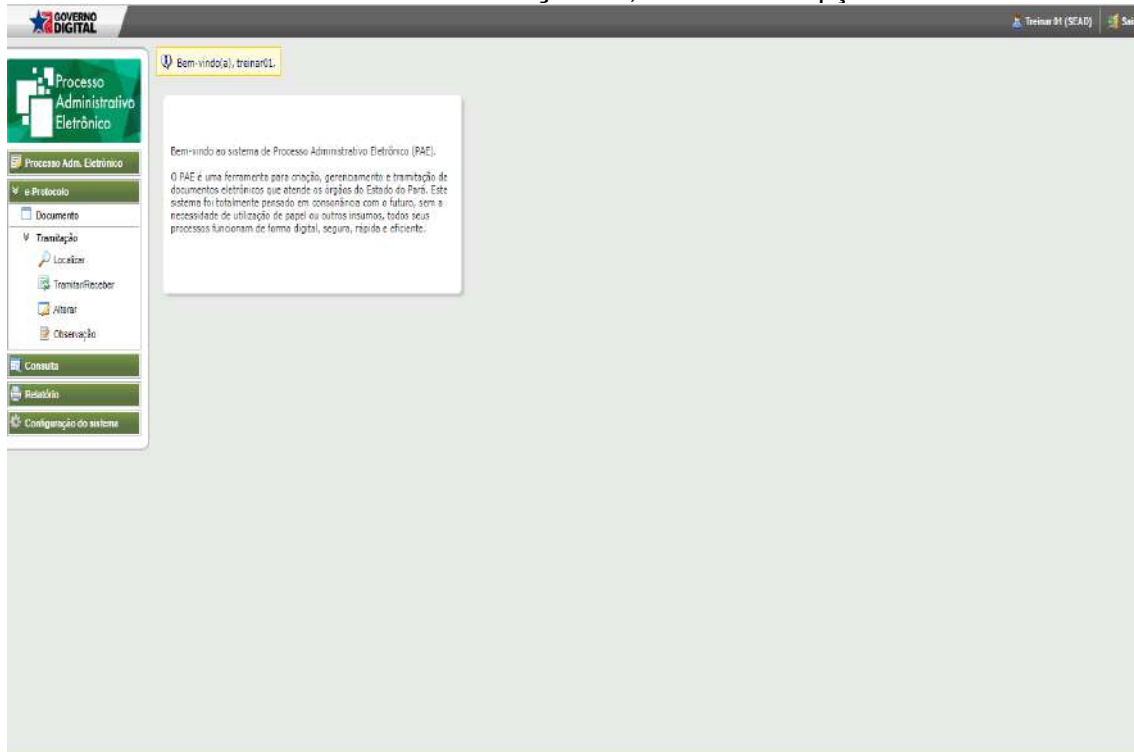 GOVERNO
DIGITAL
Treinar 01 (SEAD)
Bem-vindo(a), treinar01.
Processo
Administrativo
Eletrônico
Bem-vindo ao sistema de Processo Administrativo Eletrônico (PAE).
O PAE é uma ferramenta para criação, gerenciamento e tramitação de
documentos eletrônicos que atende os órgãos do Estado do Pará. Este
sistema foi totalmente pensado em consonância com o futuro, sem a
necessidade de utilização de papel ou outros insumos, todos seus
processos funcionam de forma digital, segura, rápida e eficiente.
Processo Adm. Eletrônico
e-Protocolo
Documento
Tramitação
Localizar
Tramitar/Receber
Alterar
Observação
Consulta
Relatório
Configuração do sistema